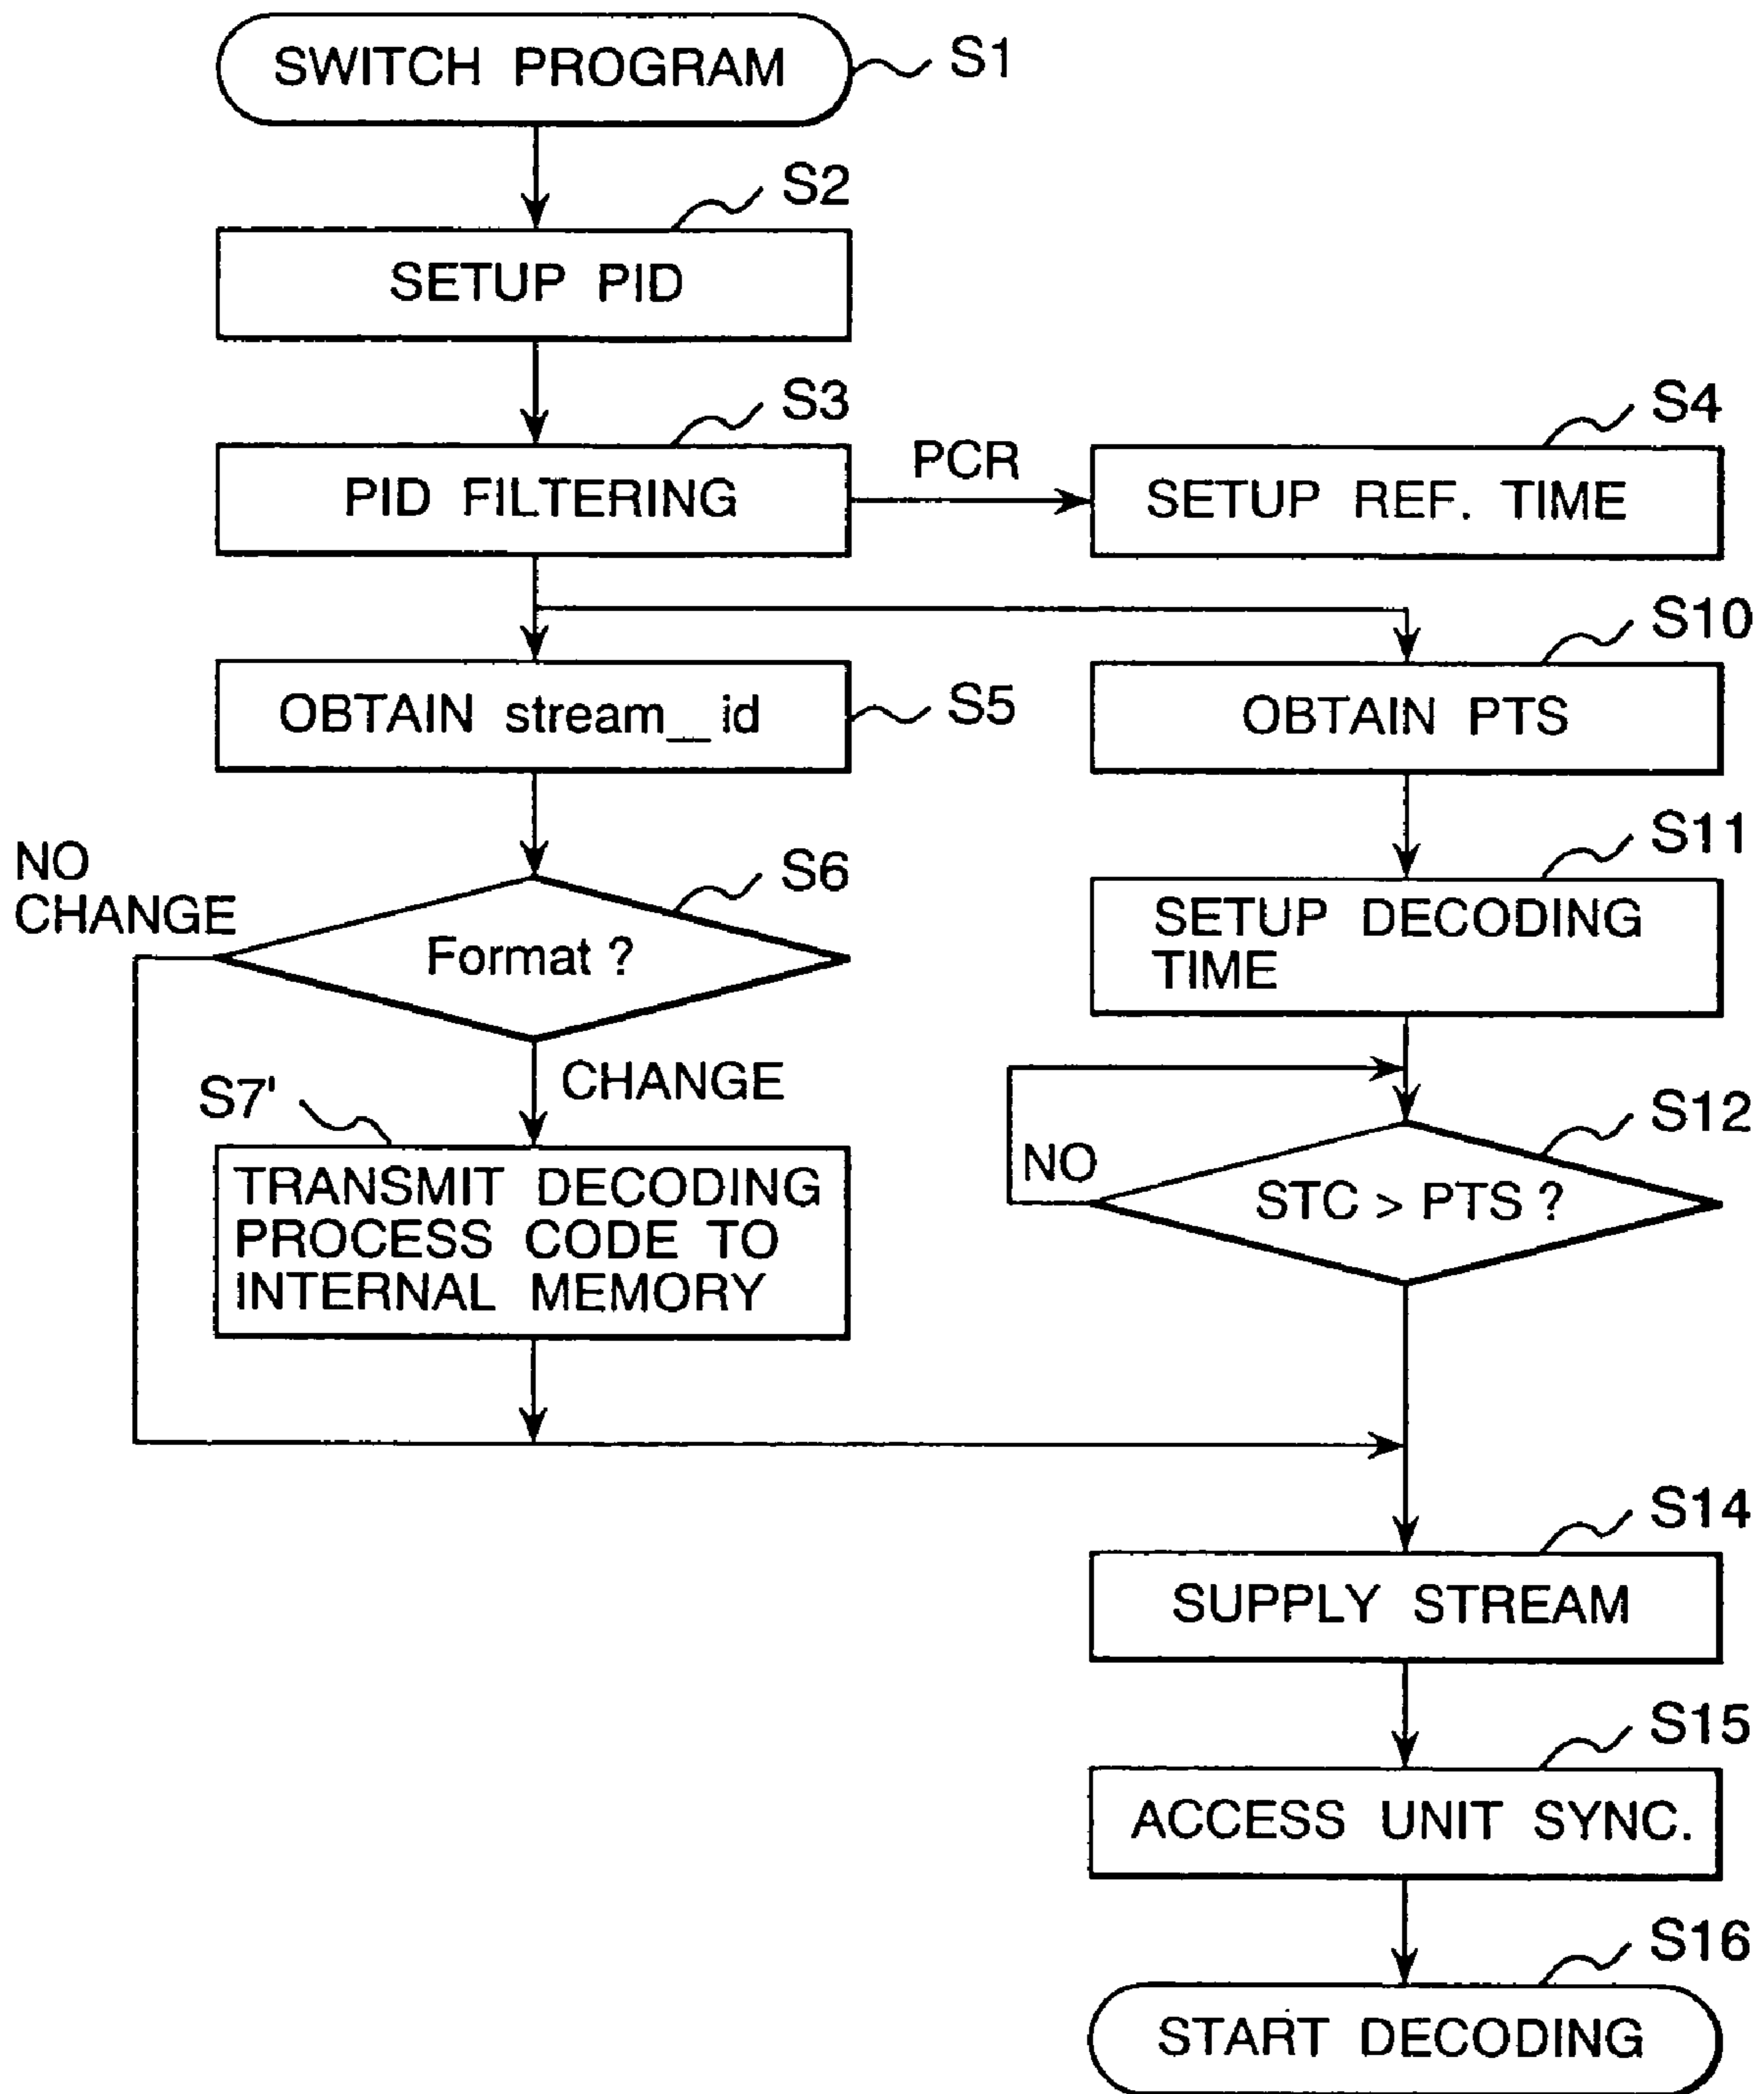 SWITCH PROGRAM
S1
S2
SETUP PID
S3
PID FILTERING
PCR
S4
SETUP REF. TIME
OBTAIN stream__id
S5
S10
OBTAIN PTS
NO
CHANGE
S6
Format ?
S11
SETUP DECODING
TIME
CHANGE
S7'
TRANSMIT DECODING
PROCESS CODE TO
INTERNAL MEMORY
S12
NO
STC > PTS ?
S14
SUPPLY STREAM
S15
ACCESS UNIT SYNC.
S16
START DECODING